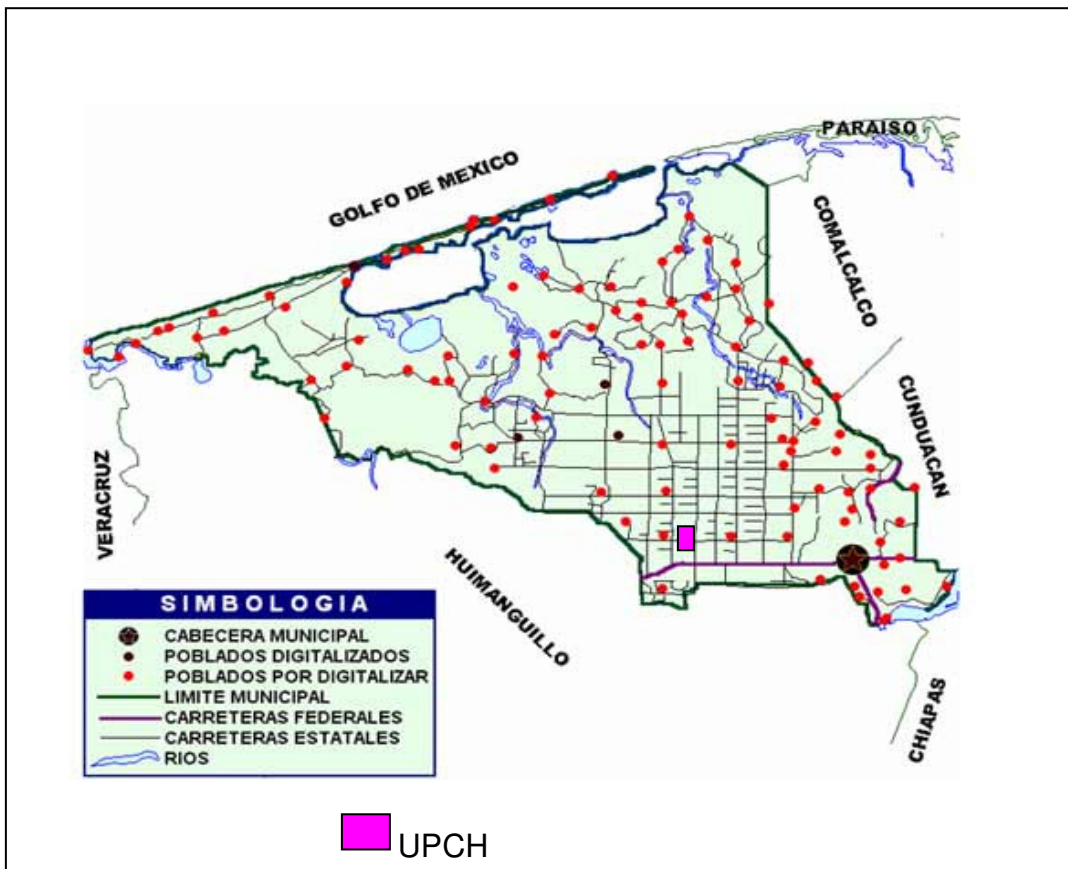 PARAISO
GOLFO DE MEXICO
COMALCALCO
CUNDUACAN
VERACRUZ
HUIMANGUILLO
CHIAPAS
SIMBOLOGIA
CABECERA MUNICIPAL
POBLADOS DIGITALIZADOS
POBLADOS POR DIGITALIZAR
LIMITE MUNICIPAL
CARRETERAS FEDERALES
CARRETERAS ESTATALES
RIOS
UPCH